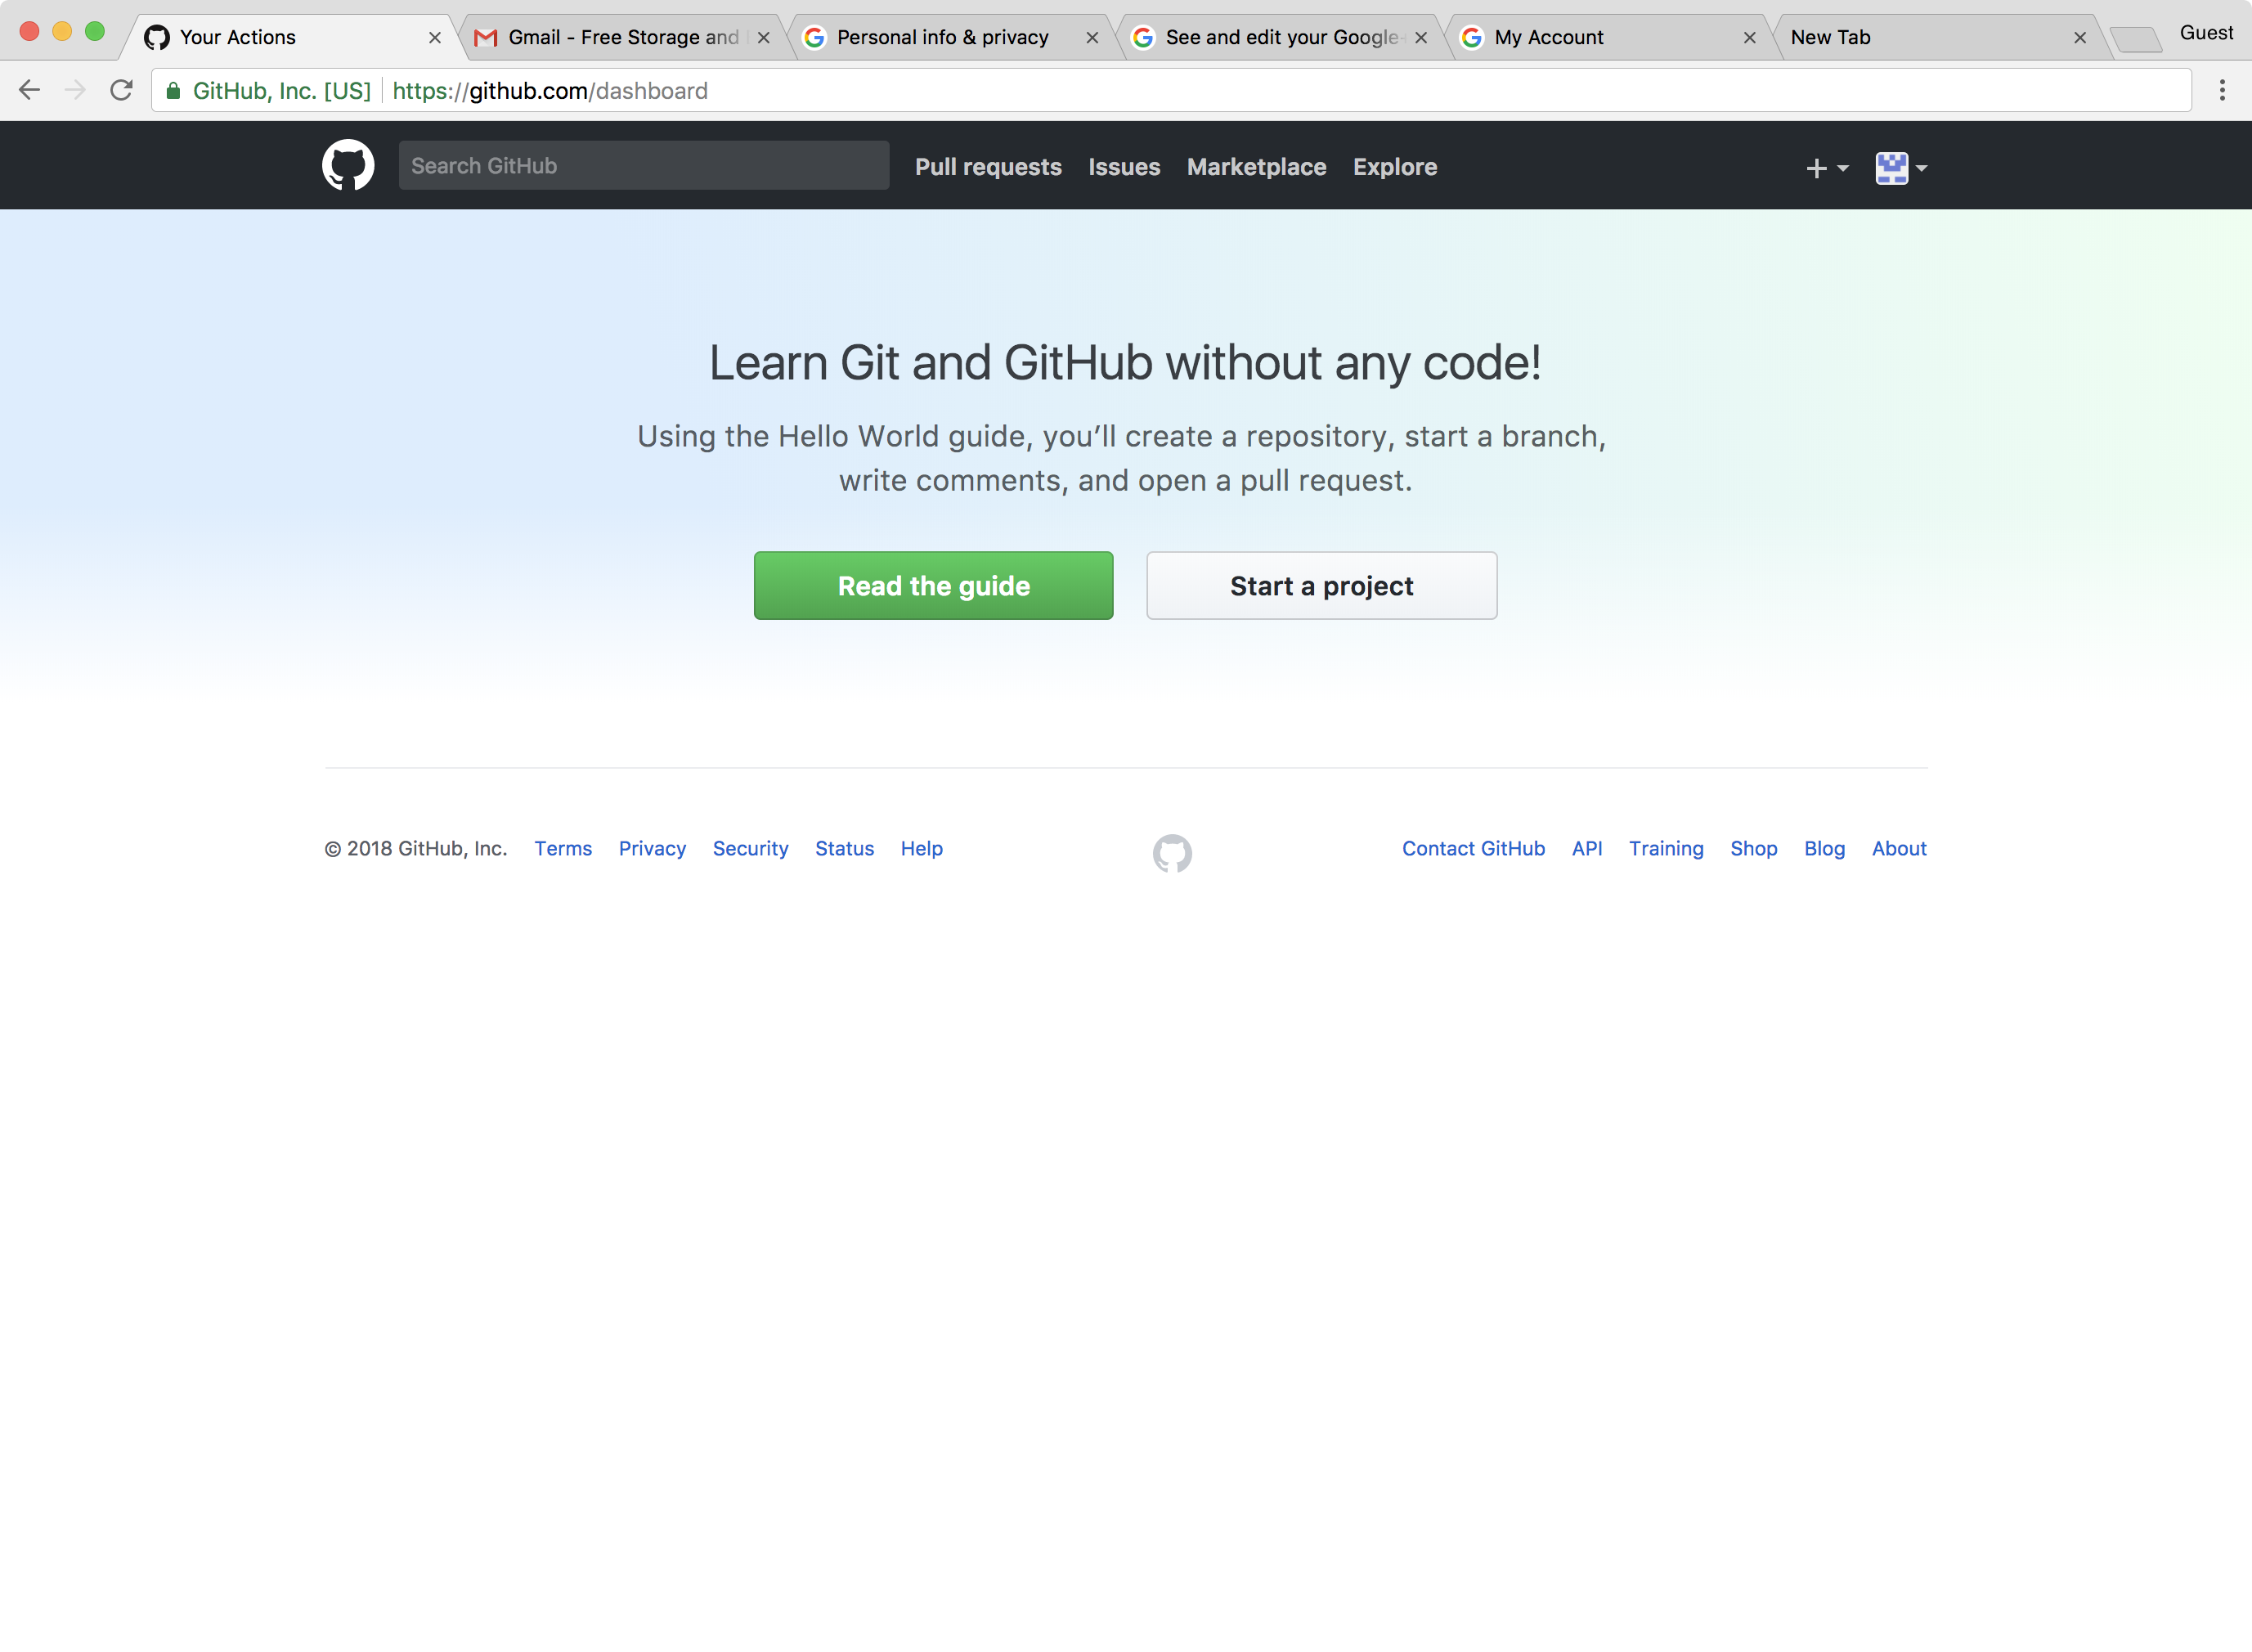 Your Actions
Gmail - Free Storage and
Personal info & privacy
See and edit your Google
My Account
New Tab
Guest
GitHub, Inc. [US] https://github.com/dashboard
Search GitHub
Pull requests
Issues
Marketplace
Explore
Learn Git and GitHub without any code!
Using the Hello World guide, you’ll create a repository, start a branch,
write comments, and open a pull request.
Read the guide
Start a project
© 2018 GitHub, Inc.
Terms
Privacy
Security
Status
Help
Contact GitHub
API
Training
Shop
Blog
About